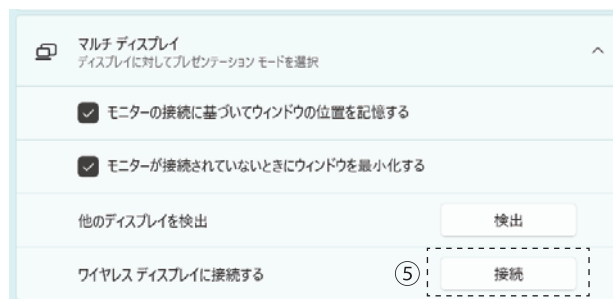 マルチ ディスプレイ
ディスプレイに対してプレゼンテーション モードを選択
モニターの接続に基づいてウィンドウの位置を記憶する
モニターが接続されていないときにウィンドウを最小化する
他のディスプレイを検出 検出
ワイヤレス ディスプレイに接続する ⑤ 接続